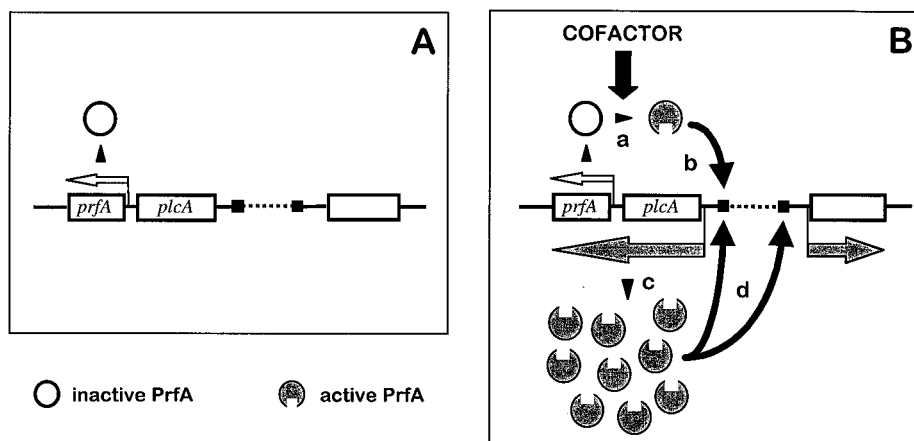 A
prfA plcA
inactive PrfA
active PrfA
B
COFACTOR
a
b
prfA plcA
c
d